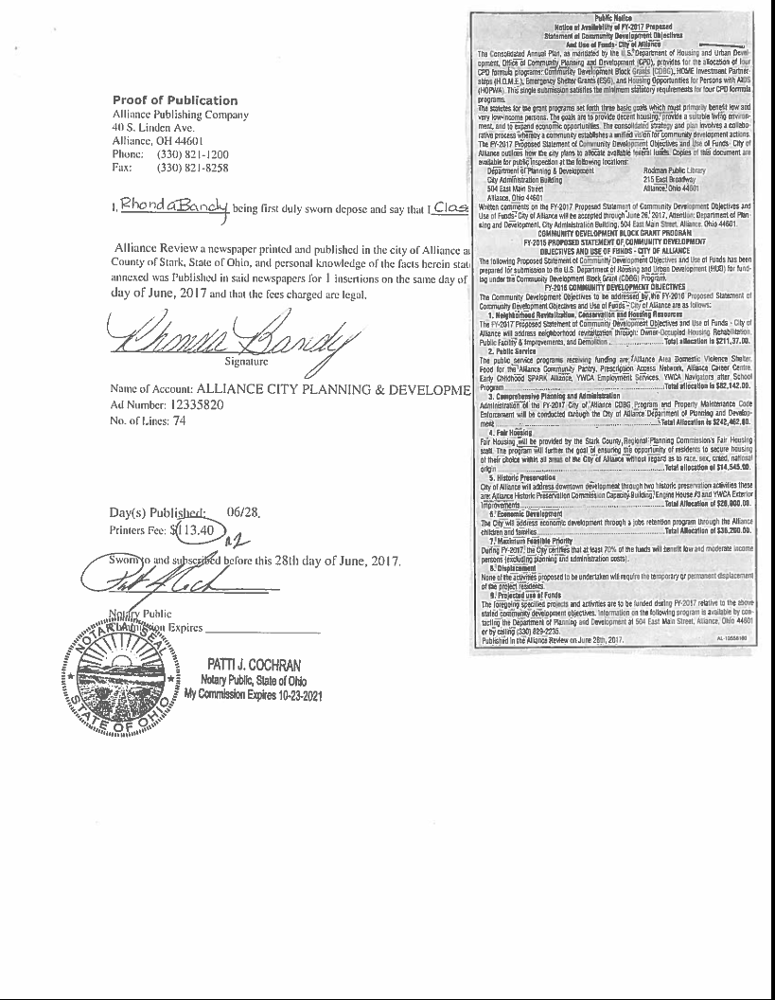 Proof of Publication
Alliance Publishing Company
40 S. Linden Ave.
Alliance, OH 44601
Phone: (330) 821-1200
Fax: (330) 821-8258
I, Rhonda Bandy being first duly sworn depose and say that I Clas
Alliance Review a newspaper printed and published in the city of Alliance a
County of Stark, State of Ohio, and personal knowledge of the facts herein stat
annexed was Published in said newspapers for 1 insertions on the same day of
day of June, 2017 and that the fees charged are legal.
Rhonda Bandy
Signature
Name of Account: ALLIANCE CITY PLANNING & DEVELOPME
Ad Number: 12335820
No. of Lines: 74
Day(s) Published: 06/28.
Printers Fee: $113.40
Sworn to and subscribed before this 28th day of June, 2017.
Notary Public
Expires
NOTARIAL SEAL
STATE OF OHIO
PATTI J. COCHRAN
Notary Public, State of Ohio
My Commission Expires 10-23-2021
Public Notice
Notice of Availability of FY-2017 Proposed
Statement of Community Development Objectives
And Use of Funds- City of Alliance
The Consolidated Annual Plan, as mandated by the U.S. Department of Housing and Urban Devel-
opment, Office of Community Planning and Development (CPD), provides for the allocation of four
CPD formula programs: Community Development Block Grants (CDBG), HOME Investment Partner-
ships (H.O.M.E.), Emergency Shelter Grants (ESG), and Housing Opportunities for Persons with AIDS
(HOPWA). This single submission satisfies the minimum statutory requirements for four CPD formula
programs.
The statutes for the grant programs set forth three basic goals which must primarily benefit low and
very low-income persons. The goals are to provide decent housing, provide a suitable living environ-
ment, and to expand economic opportunities. The consolidated strategy and plan involves a collabo-
rative process whereby a community establishes a unified vision for community development actions.
The FY-2017 Proposed Statement of Community Development Objectives and Use of Funds- City of
Alliance outlines how the city plans to allocate available federal funds. Copies of this document are
available for public inspection at the following locations:
Department of Planning & Development Rodman Public Library
City Administration Building 215 East Broadway
504 East Main Street Alliance, Ohio 44601
Alliance, Ohio 44601
Written comments on the FY-2017 Proposed Statement of Community Development Objectives and
Use of Funds- City of Alliance will be accepted through June 26, 2017, Attention: Department of Plan-
ning and Development, City Administration Building, 504 East Main Street, Alliance, Ohio 44601.
COMMUNITY DEVELOPMENT BLOCK GRANT PROGRAM
FY-2015 PROPOSED STATEMENT OF COMMUNITY DEVELOPMENT
OBJECTIVES AND USE OF FUNDS - CITY OF ALLIANCE
The following Proposed Statement of Community Development Objectives and Use of Funds has been
prepared for submission to the U.S. Department of Housing and Urban Development (HUD) for fund-
ing under the Community Development Block Grant (CDBG) Program.
FY-2016 COMMUNITY DEVELOPMENT OBJECTIVES
The Community Development Objectives to be addressed by the FY-2016 Proposed Statement of
Community Development Objectives and Use of Funds - City of Alliance are as follows:
1. Neighborhood Revitalization, Conservation and Housing Resources
The FY-2017 Proposed Statement of Community Development Objectives and Use of Funds - City of
Alliance will address neighborhood revitalization through: Owner-Occupied Housing Rehabilitation,
Public Facility & Improvements, and Demolition Total allocation is $211,37.00.
2. Public Service
The public service programs receiving funding are: Alliance Area Domestic Violence Shelter,
Food for the Alliance Community Pantry, Prescription Access Network, Alliance Career Centre,
Early Childhood SPARK Alliance, YWCA Employment Services, YWCA Navigators after School
Program Total allocation is $82,142.00.
3. Comprehensive Planning and Administration
Administration of the FY-2017 City of Alliance CDBG Program and Property Maintenance Code
Enforcement will be conducted through the City of Alliance Department of Planning and Develop-
ment Total Allocation is $242,462.60.
4. Fair Housing
Fair Housing will be provided by the Stark County Regional Planning Commission's Fair Housing
staff. The program will further the goal of ensuring the opportunity of residents to secure housing
of their choice within all areas of the City of Alliance without regard as to race, sex, creed, national
origin Total allocation of $14,545.00.
5. Historic Preservation
City of Alliance will address downtown development through two historic preservation activities these
are: Alliance Historic Preservation Commission Capacity Building, Engine House #3 and YWCA Exterior
Improvements Total Allocation of $28,800.00.
6. Economic Development
The City will address economic development through a jobs retention program through the Alliance
children and families Total Allocation of $36,200.00.
7. Maximum Feasible Priority
During FY-2017, the City certifies that at least 70% of the funds will benefit low and moderate income
persons (excluding planning and administration costs).
8. Displacement
None of the activities proposed to be undertaken will require the temporary or permanent displacement
of the project residents.
9. Projected use of Funds
The foregoing specified projects and activities are to be funded during FY-2017 relative to the above
stated community development objectives. Information on the following program is available by con-
tacting the Department of Planning and Development at 504 East Main Street, Alliance, Ohio 44601
or by calling (330) 829-2235.
Published in the Alliance Review on June 28th, 2017.